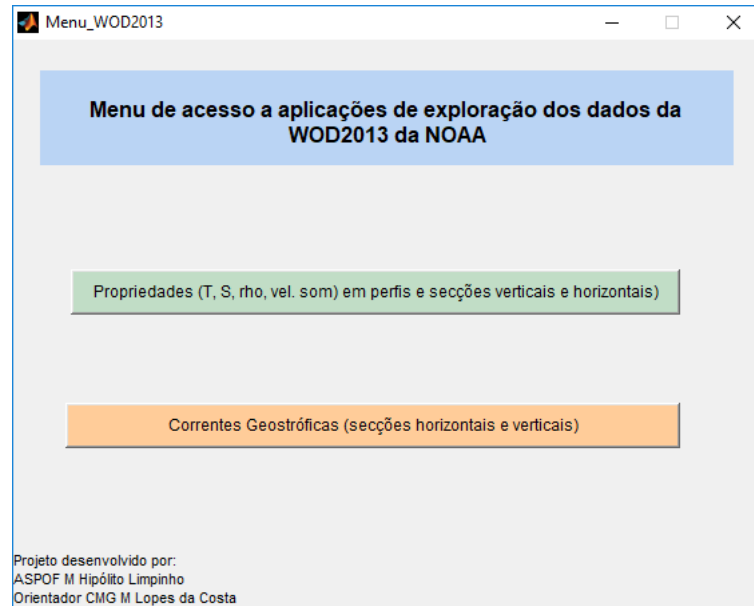 Menu_WOD2013
Menu de acesso a aplicações de exploração dos dados da
WOD2013 da NOAA
Propriedades (T, S, rho, vel. som) em perfis e secções verticais e horizontais)
Correntes Geostróficas (secções horizontais e verticais)
Projeto desenvolvido por:
ASPOF M Hipólito Limpinho
Orientador CMG M Lopes da Costa